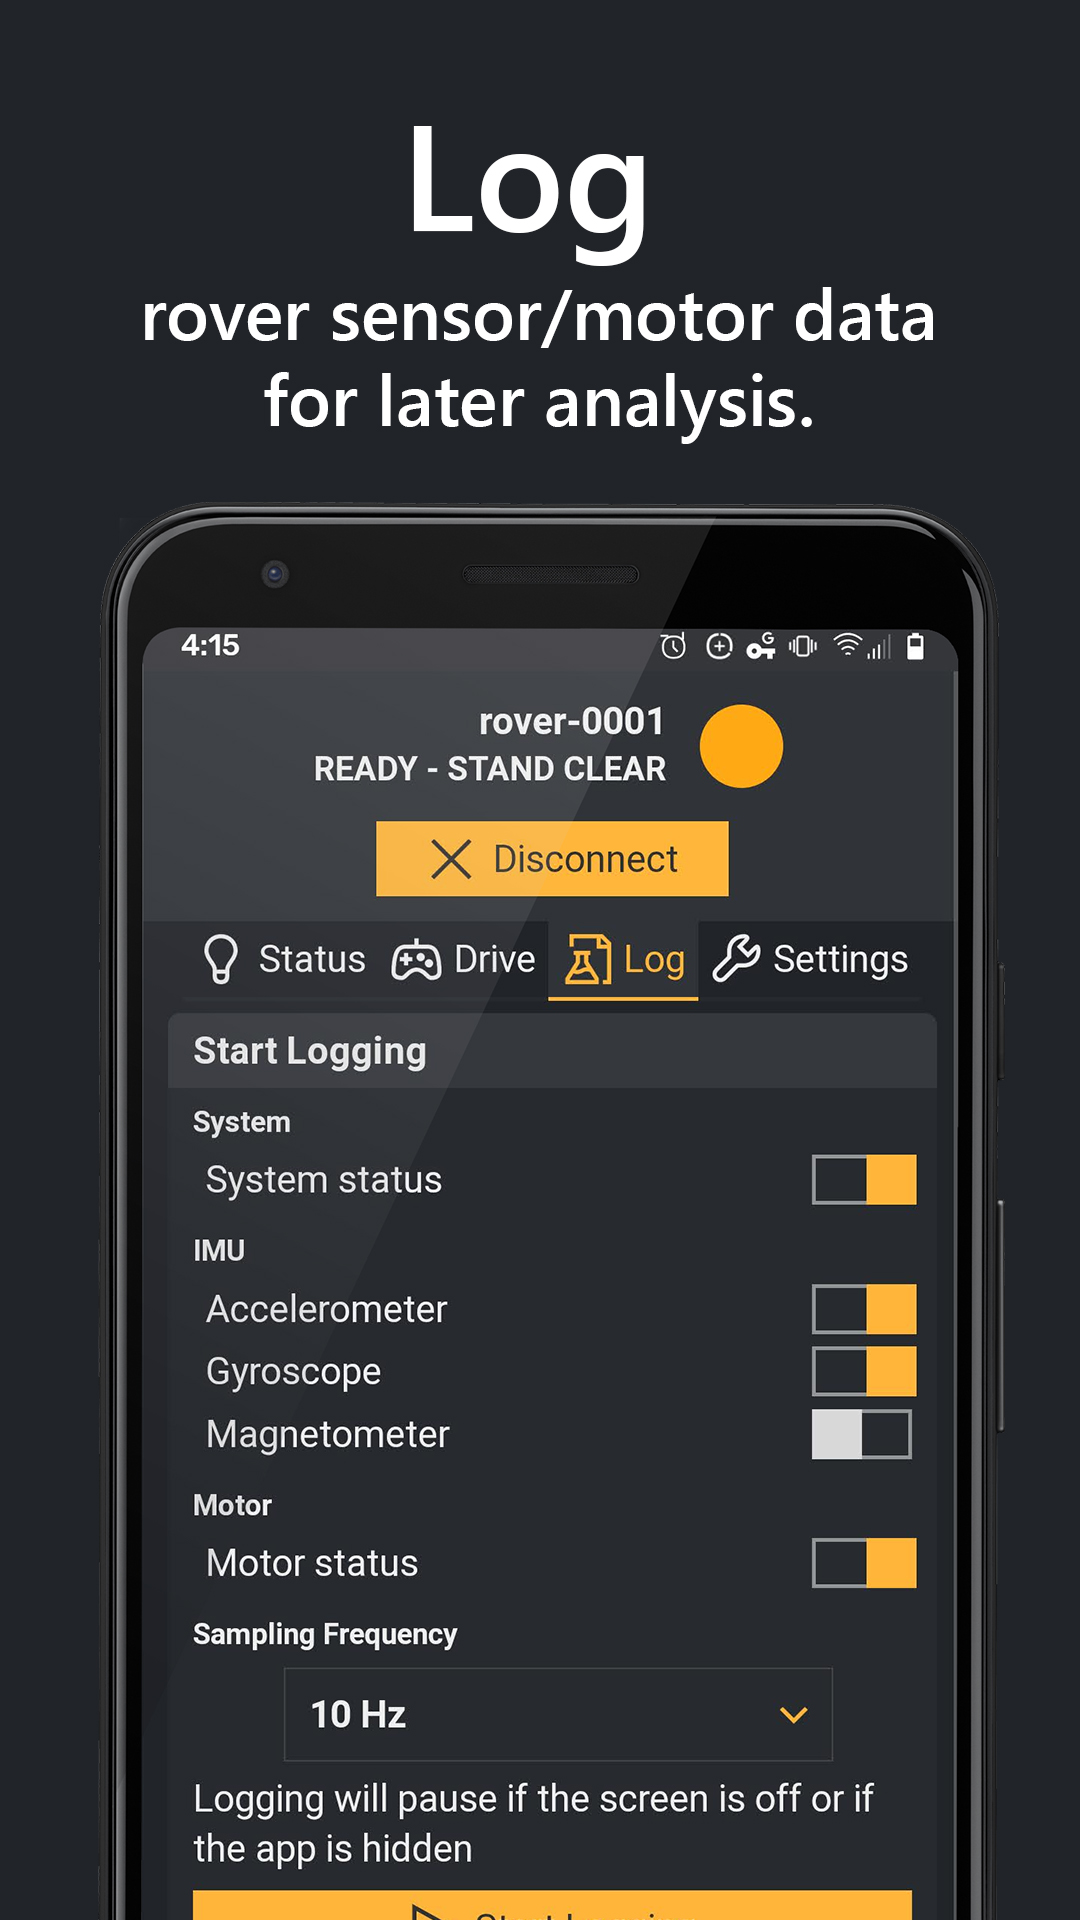 Log
rover sensor/motor data
for later analysis.
4:15
G
rover-0001
READY - STAND CLEAR
Disconnect
Status Drive Log Settings
Start Logging
System
System status
IMU
Accelerometer
Gyroscope
Magnetometer
Motor
Motor status
Sampling Frequency
10 Hz
Logging will pause if the screen is off or if
the app is hidden
Start Logging